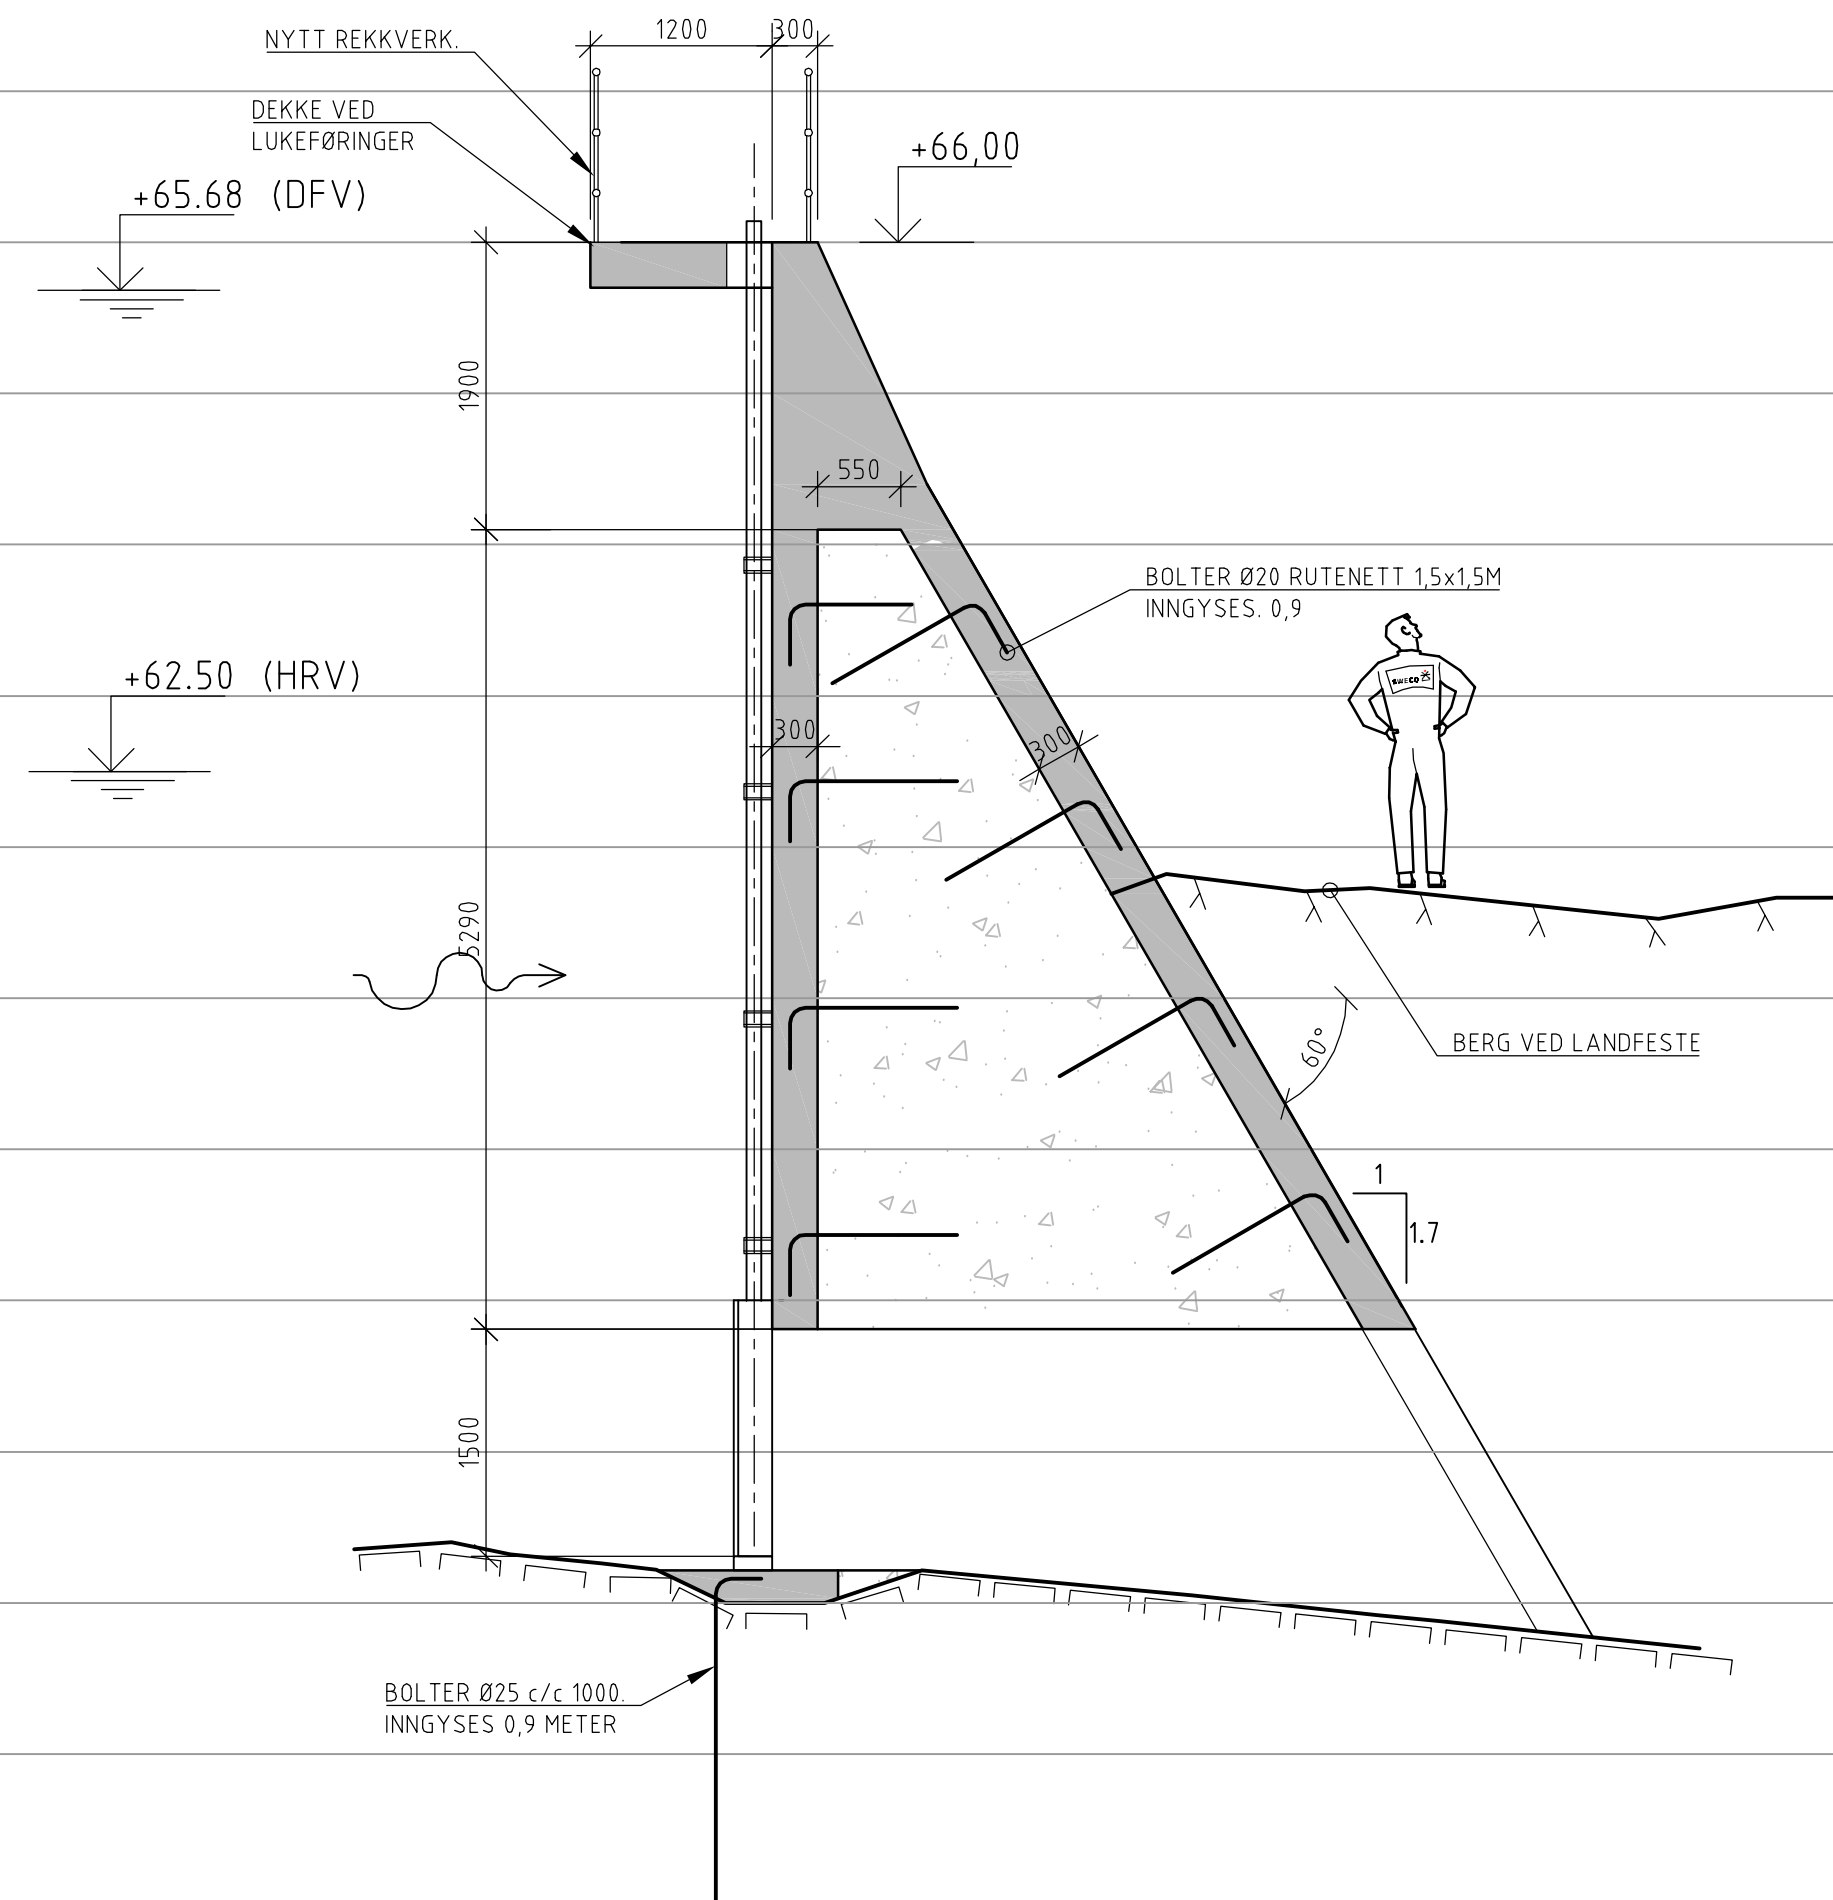 1200
300
NYTT REKKVERK.
DEKKE VED
LUKEFØRINGER
+66,00
+65.68 (DFV)
1900
550
BOLTER Ø20 RUTENETT 1,5x1,5M
INNGYSES. 0,9
+62.50 (HRV)
SWECO
300
300
5290
BERG VED LANDFESTE
60°
1
1.7
1500
BOLTER Ø25 c/c 1000.
INNGYSES 0,9 METER